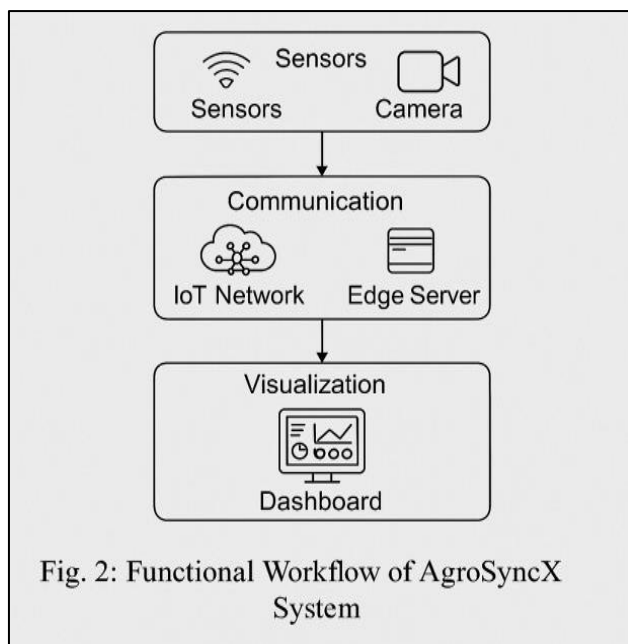 Sensors
Sensors Camera
Communication
IoT Network Edge Server
Visualization
Dashboard
Fig. 2: Functional Workflow of AgroSyncX
System